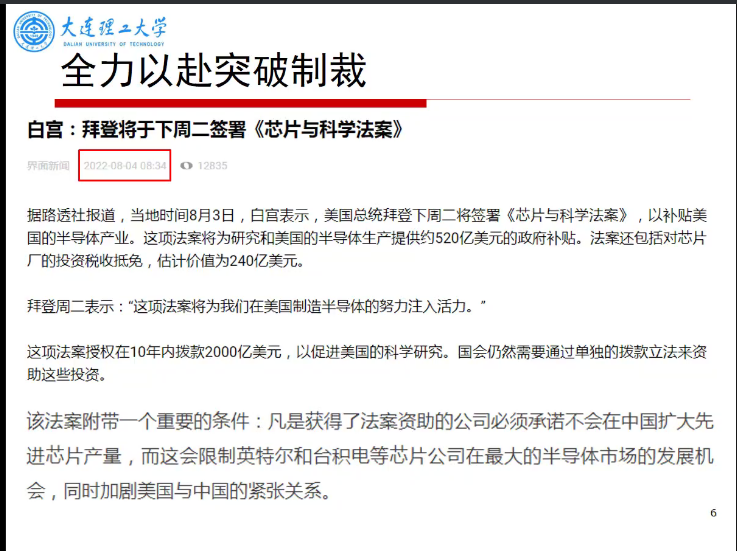 大连理工大学
DALIAN UNIVERSITY OF TECHNOLOGY
全力以赴突破制裁
白宫：拜登将于下周二签署《芯片与科学法案》
界面新闻 2022-08-04 08:34 12835
据路透社报道，当地时间8月3日，白宫表示，美国总统拜登下周二将签署《芯片与科学法案》，以补贴美
国的半导体产业。这项法案将为研究和美国的半导体生产提供约520亿美元的政府补贴。法案还包括对芯片
厂的投资税收抵免，估计价值为240亿美元。
拜登周二表示：“这项法案将为我们在美国制造半导体的努力注入活力。”
这项法案授权在10年内拨款2000亿美元，以促进美国的科学研究。国会仍然需要通过单独的拨款立法来资
助这些投资。
该法案附带一个重要的条件：凡是获得了法案资助的公司必须承诺不会在中国扩大先
进芯片产量，而这会限制英特尔和台积电等芯片公司在最大的半导体市场的发展机
会，同时加剧美国与中国的紧张关系。
6